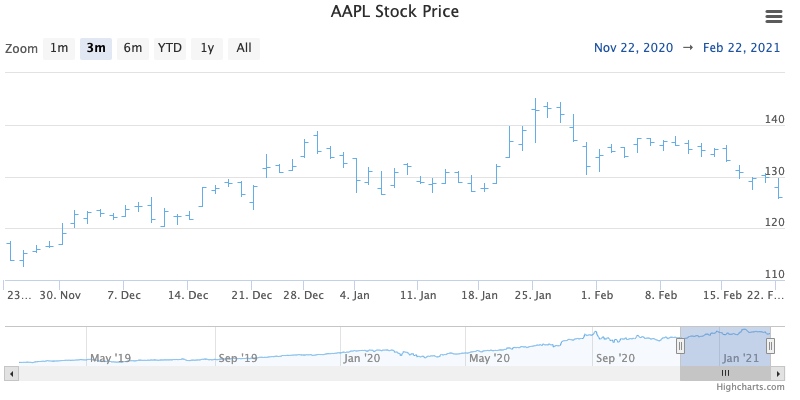 AAPL Stock Price
Zoom 1m 3m 6m YTD 1y All Nov 22, 2020 → Feb 22, 2021
140
130
120
110
23... 30. Nov 7. Dec 14. Dec 21. Dec 28. Dec 4. Jan 11. Jan 18. Jan 25. Jan 1. Feb 8. Feb 15. Feb 22. F...
May '19 Sep '19 Jan '20 May '20 Sep '20 Jan '21
Highcharts.com